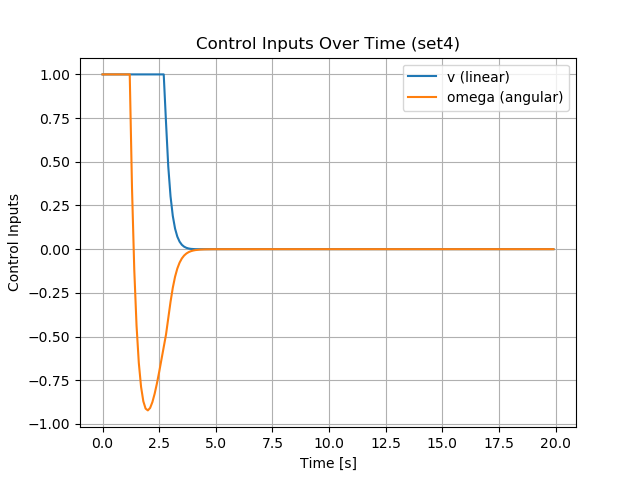 Control Inputs Over Time (set4)
v (linear)
omega (angular)
Control Inputs
1.00
0.75
0.50
0.25
0.00
−0.25
−0.50
−0.75
−1.00
0.0 2.5 5.0 7.5 10.0 12.5 15.0 17.5 20.0
Time [s]